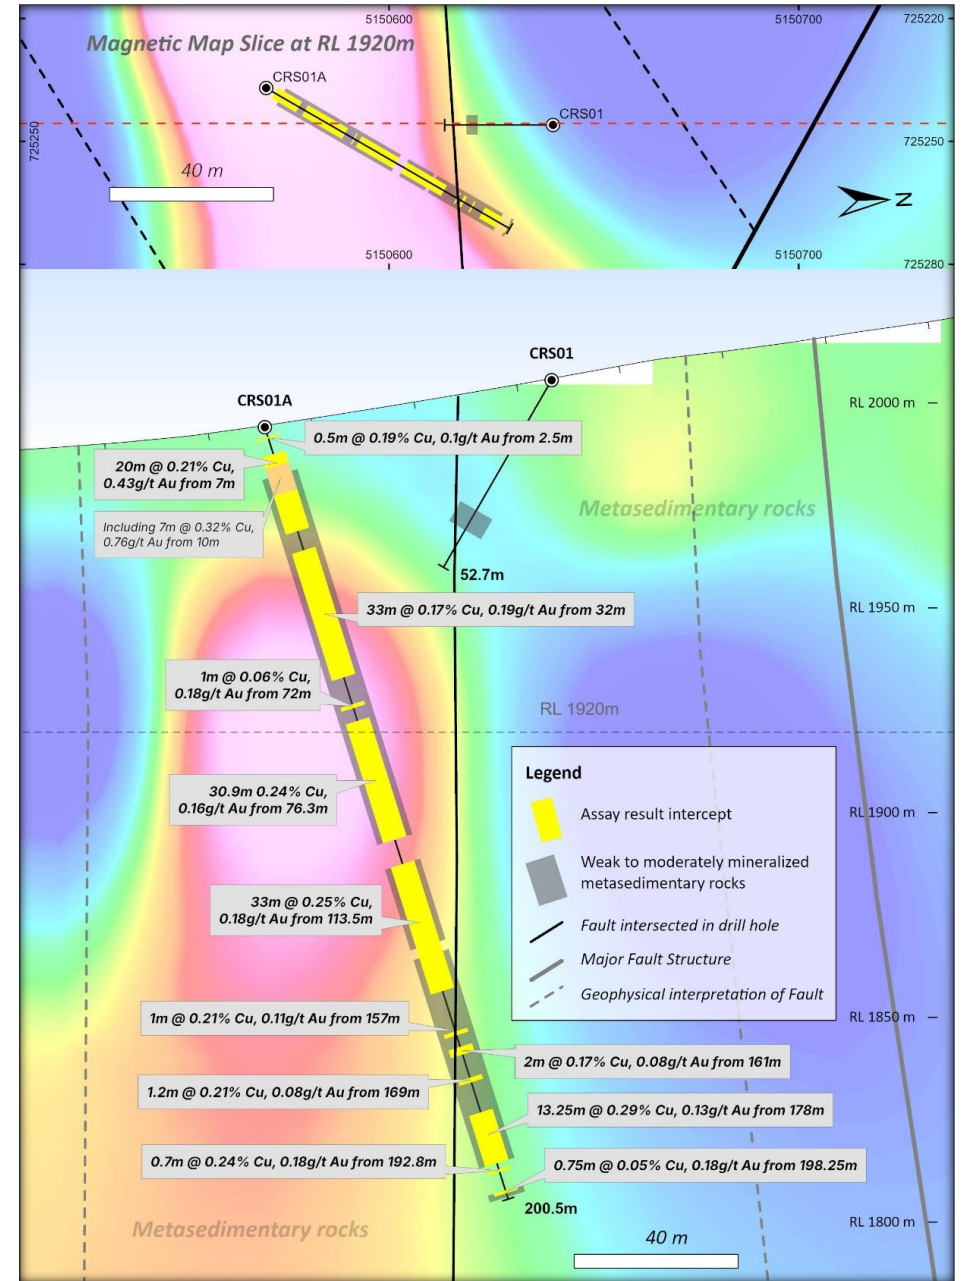 5150600
5150700
725220
Magnetic Map Slice at RL 1920m
CRS01A
CRS01
725250
725250
40 m
N
5150600
5150700
725280
CRS01
CRS01A
RL 2000 m
0.5m @ 0.19% Cu, 0.1g/t Au from 2.5m
20m @ 0.21% Cu,
0.43g/t Au from 7m
Metasedimentary rocks
Including 7m @ 0.32% Cu,
0.76g/t Au from 10m
52.7m
33m @ 0.17% Cu, 0.19g/t Au from 32m
RL 1950 m
1m @ 0.06% Cu,
0.18g/t Au from 72m
RL 1920m
Legend
30.9m 0.24% Cu,
0.16g/t Au from 76.3m
Assay result intercept
RL 1900 m
Weak to moderately mineralized
metasedimentary rocks
33m @ 0.25% Cu,
0.18g/t Au from 113.5m
Fault intersected in drill hole
Major Fault Structure
Geophysical interpretation of Fault
1m @ 0.21% Cu, 0.11g/t Au from 157m
RL 1850 m
2m @ 0.17% Cu, 0.08g/t Au from 161m
1.2m @ 0.21% Cu, 0.08g/t Au from 169m
13.25m @ 0.29% Cu, 0.13g/t Au from 178m
0.7m @ 0.24% Cu, 0.18g/t Au from 192.8m
0.75m @ 0.05% Cu, 0.18g/t Au from 198.25m
200.5m
Metasedimentary rocks
40 m
RL 1800 m